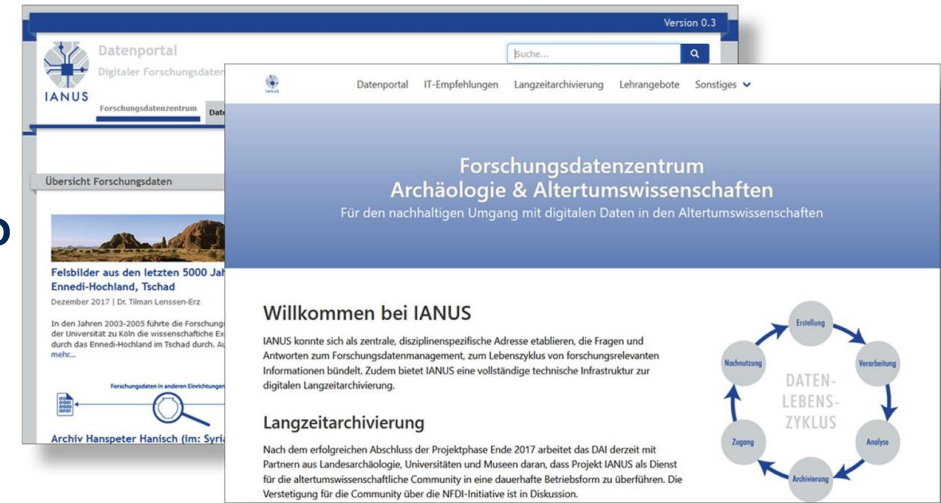 Version 0.3
Datenportal
Suche...
IANUS
Forschungsdatenzentrum
Übersicht Forschungsdaten
Felsbilder aus den letzten 5000
Ennedi-Hochland, Tschad
Dezember 2017 | Dr. Tilman Lenssen-Erz
In den Jahren 2003-2005 führte die
der Universität zu Köln die wissenschaftliche
durch das Ennedi-Hochland im Tschad durch.
mehr...
Forschungsdaten in anderen Einrichtungen
Archiv Hanspeter Hanisch (im:
IANUS
Datenportal IT-Empfehlungen Langzeitarchivierung Lehrangebote Sonstiges
Forschungsdatenzentrum
Archäologie & Altertumswissenschaften
Für den nachhaltigen Umgang mit digitalen Daten in den Altertumswissenschaften
Willkommen bei IANUS
IANUS konnte sich als zentrale, disziplinenspezifische Adresse etablieren, die Fragen und
Antworten zum Forschungsdatenmanagement, zum Lebenszyklus von forschungsrelevanten
Informationen bündelt. Zudem bietet IANUS eine vollständige technische Infrastruktur zur
digitalen Langzeitarchivierung.
Langzeitarchivierung
Nach dem erfolgreichen Abschluss der Projektphase Ende 2017 arbeitet das DAI derzeit mit
Partnern aus Landesarchäologie, Universitäten und Museen daran, dass Projekt IANUS als Dienst
für die altertumswissenschaftliche Community in eine dauerhafte Betriebsform zu überführen. Die
Verstetigung für die Community über die NFDI-Initiative ist in Diskussion.
Erstellung
Verarbeitung
Analyse
Archivierung
Zugang
Nachnutzung
DATEN-
LEBENS-
ZYKLUS